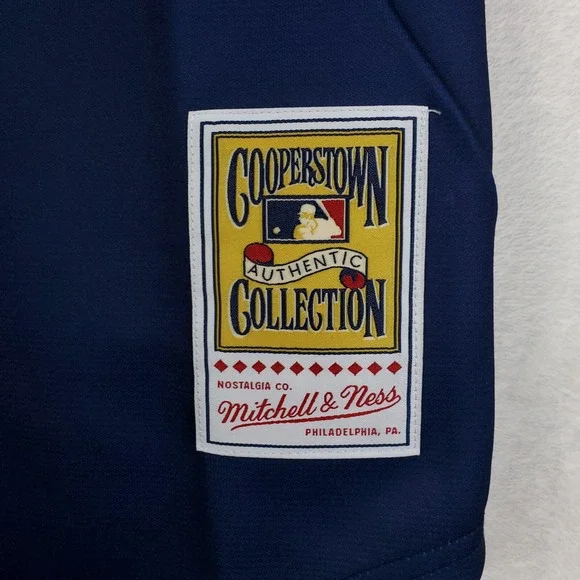 COOPERSTOWN
AUTHENTIC
COLLECTION
NOSTALGIA CO.
Mitchell & Ness
PHILADELPHIA, PA.